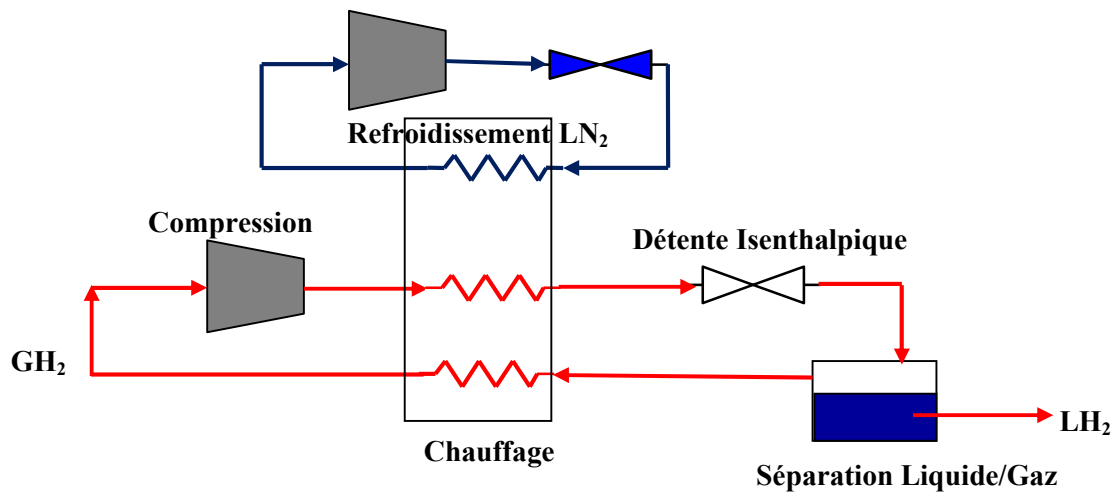 Refroidissement LN₂
Compression
Détente Isenthalpique
GH₂
LH₂
Chauffage
Séparation Liquide/Gaz